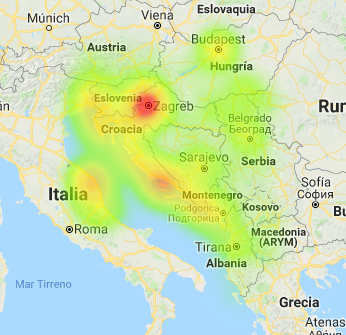 Múnich
Viena
Eslovaquia
Budapest
Austria
Hungría
Eslovenia
Zagreb
Croacia
Belgrado
Београд
Rum
Sarajevo
Serbia
Italia
Montenegro
Podgorica
Подгорица
Kosovo
Sofía
София
Roma
Macedonia
(ARYM)
Tirana
Albania
Mar Tirreno
Grecia
Atenas